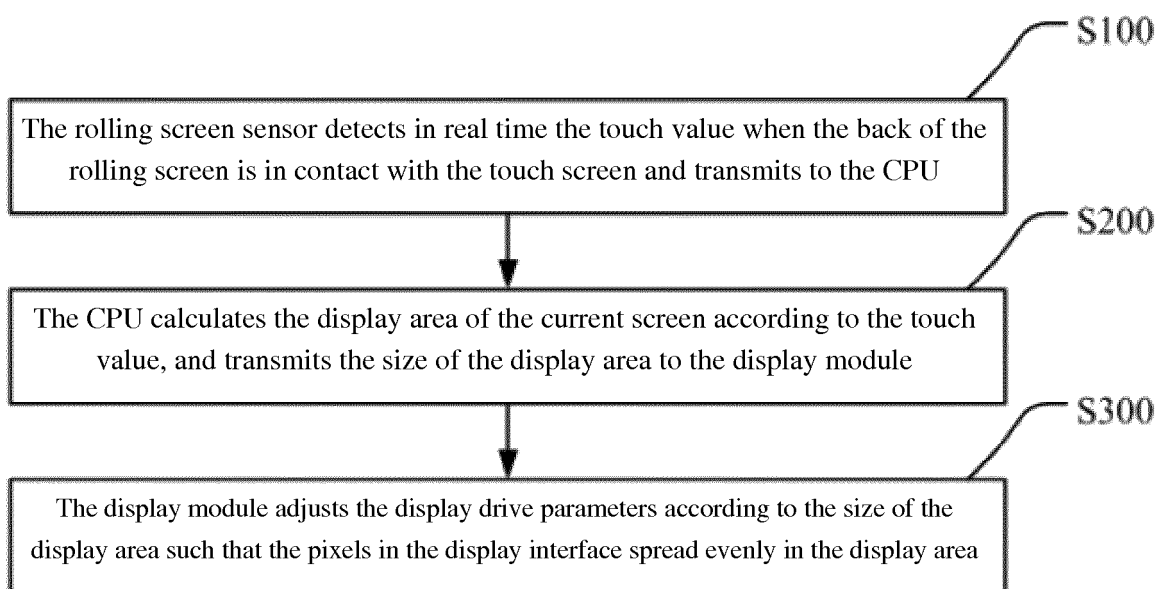 S100
The rolling screen sensor detects in real time the touch value when the back of the
rolling screen is in contact with the touch screen and transmits to the CPU
S200
The CPU calculates the display area of the current screen according to the touch
value, and transmits the size of the display area to the display module
S300
The display module adjusts the display drive parameters according to the size of the
display area such that the pixels in the display interface spread evenly in the display area